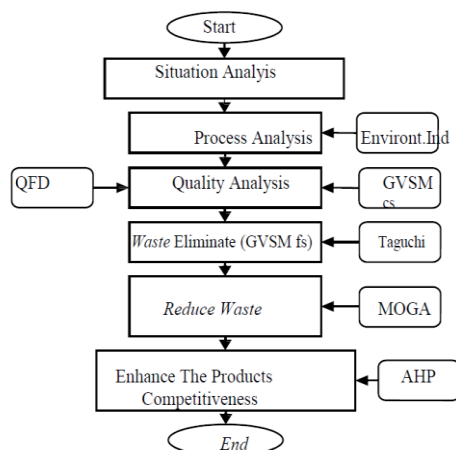 Start
Situation Analyis
Process Analysis
Environt.Ind
QFD
Quality Analysis
GVSM
cs
Waste Eliminate (GVSM fs)
Taguchi
Reduce Waste
MOGA
Enhance The Products
Competitiveness
AHP
End